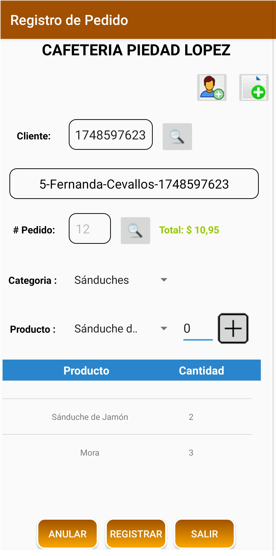 Registro de Pedido
CAFETERIA PIEDAD LOPEZ
Cliente: 1748597623
5-Fernanda-Cevallos-1748597623
# Pedido: 12 Total: $ 10,95
Categoria : Sánduches
Producto : Sánduche d.. 0
Producto Cantidad
Sánduche de Jamón 2
Mora 3
ANULAR REGISTRAR SALIR